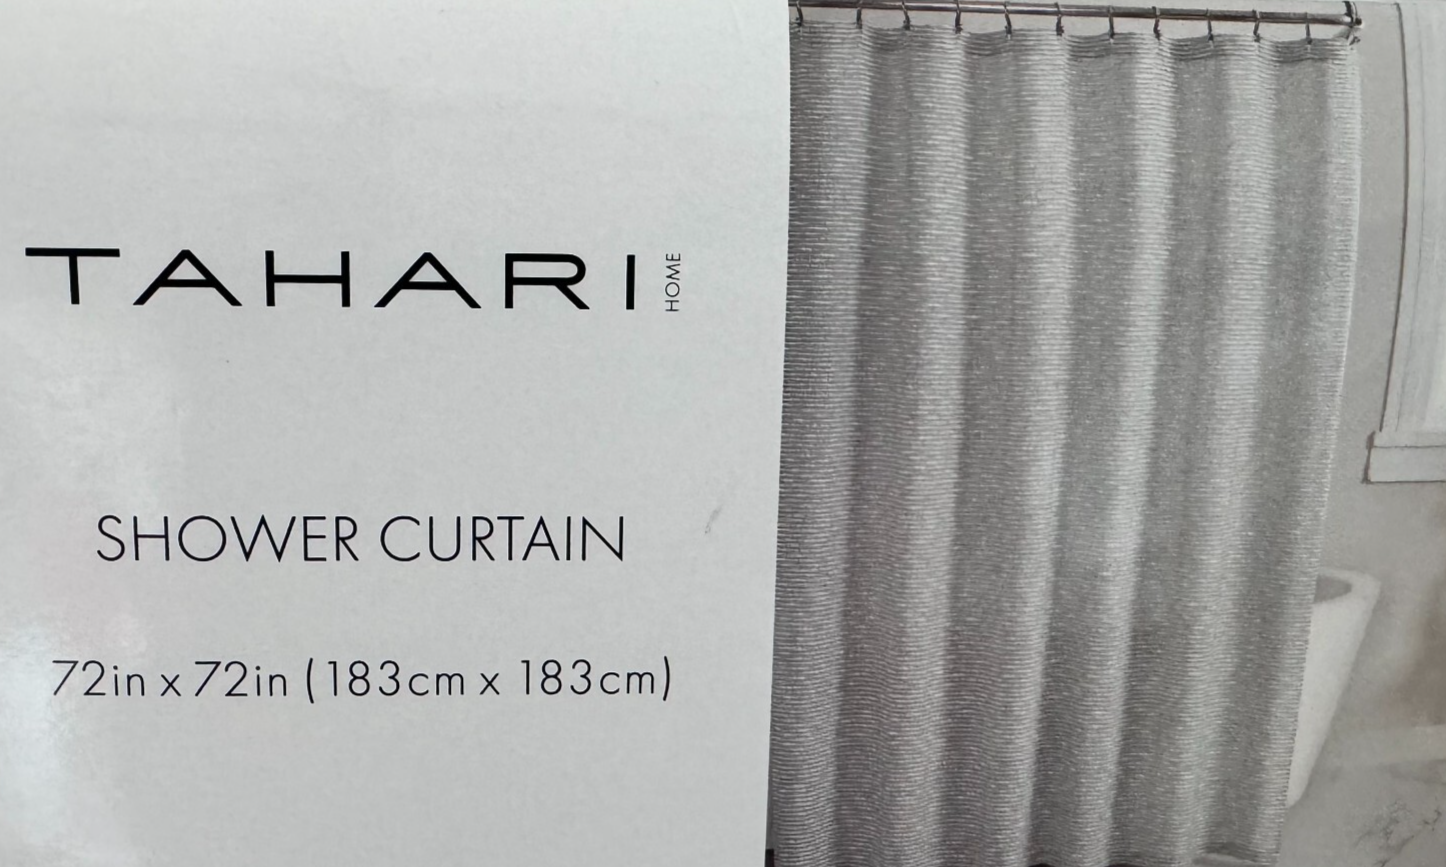 TAHARI HOME
SHOWER CURTAIN
72in x 72in (183cm x 183cm)